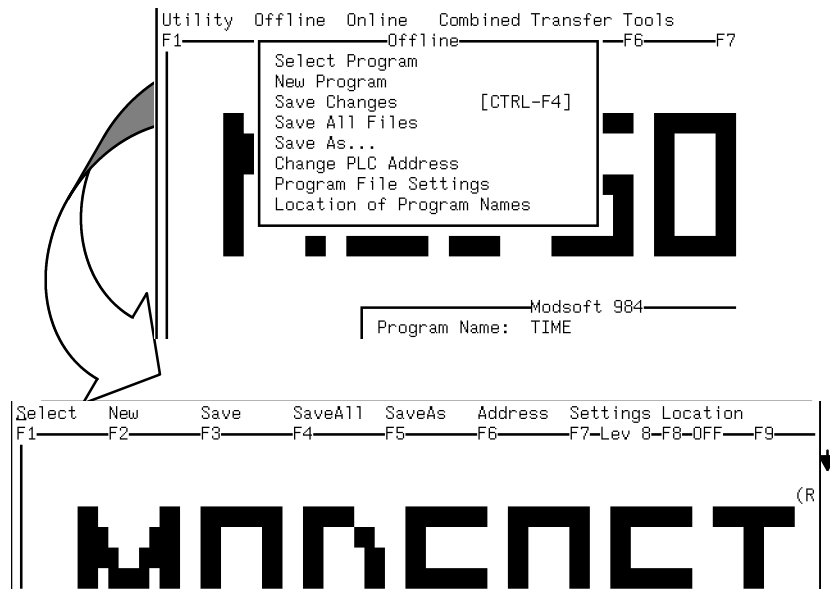 Utility Offline Online Combined Transfer Tools
F1 Offline F6 F7
Select Program
New Program
Save Changes [CTRL-F4]
Save All Files
Save As...
Change PLC Address
Program File Settings
Location of Program Names
Modsoft 984
Program Name: TIME
Select New Save SaveAll SaveAs Address Settings Location
F1 F2 F3 F4 F5 F6 F7-Lev 8-F8-OFF F9
(R